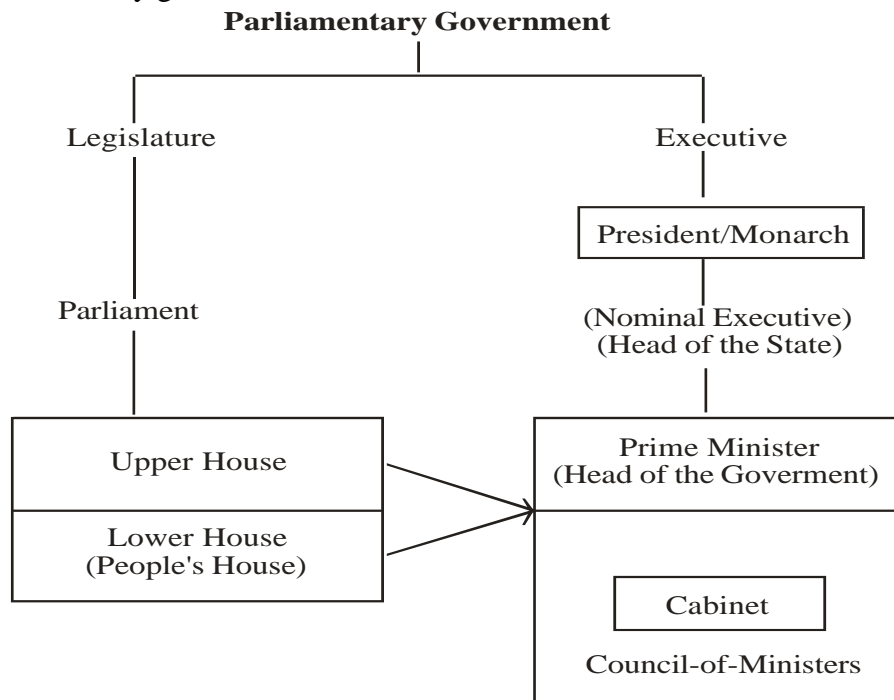 Parliamentary Government
Legislature
Executive
President/Monarch
Parliament
(Nominal Executive)
(Head of the State)
Upper House
Lower House
(People's House)
Prime Minister
(Head of the Goverment)
Cabinet
Council-of-Ministers